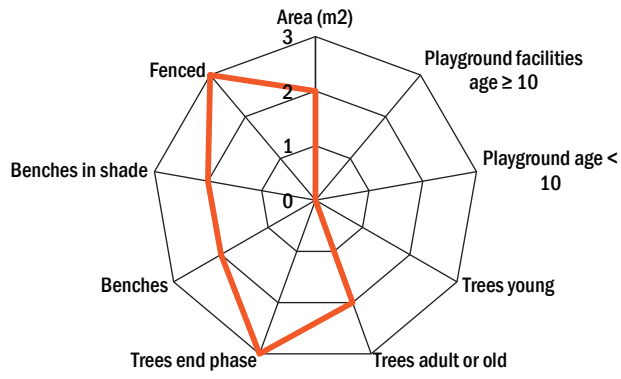 Area (m2)
3
2
1
0
Playground facilities
age ≥ 10
Playground age <
10
Trees young
Trees adult or old
Trees end phase
Benches
Benches in shade
Fenced